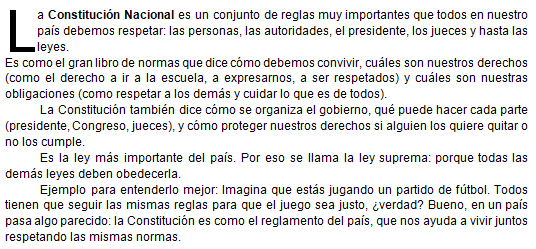 La Constitución Nacional es un conjunto de reglas muy importantes que todos en nuestro
país debemos respetar: las personas, las autoridades, el presidente, los jueces y hasta las
leyes.
Es como el gran libro de normas que dice cómo debemos convivir, cuáles son nuestros derechos
(como el derecho a ir a la escuela, a expresarnos, a ser respetados) y cuáles son nuestras
obligaciones (como respetar a los demás y cuidar lo que es de todos).
La Constitución también dice cómo se organiza el gobierno, qué puede hacer cada parte
(presidente, Congreso, jueces), y cómo proteger nuestros derechos si alguien los quiere quitar o
no los cumple.
Es la ley más importante del país. Por eso se llama la ley suprema: porque todas las
demás leyes deben obedecerla.
Ejemplo para entenderlo mejor: Imagina que estás jugando un partido de fútbol. Todos
tienen que seguir las mismas reglas para que el juego sea justo, ¿verdad? Bueno, en un país
pasa algo parecido: la Constitución es como el reglamento del país, que nos ayuda a vivir juntos
respetando las mismas normas.